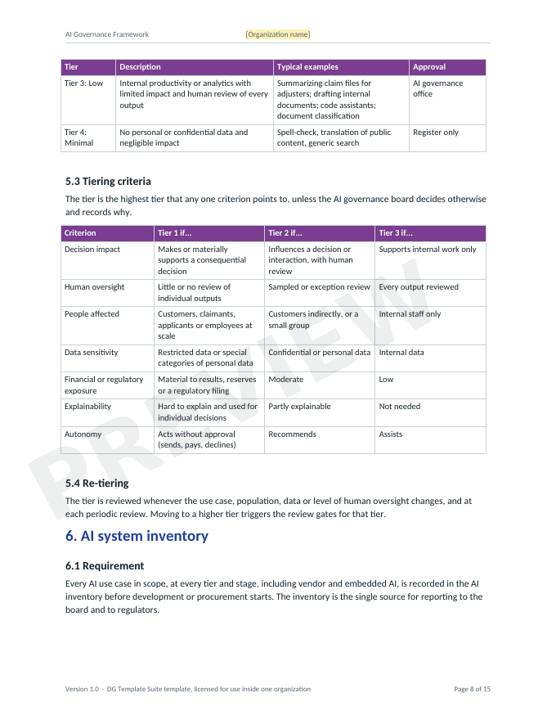 AI Governance Framework [Organization name]
Tier Description Typical examples Approval
Tier 3: Low Internal productivity or analytics with Summarizing claim files for AI governance
limited impact and human review of every adjusters; drafting internal office
output documents; code assistants;
document classification
Tier 4: No personal or confidential data and Spell-check, translation of public Register only
Minimal negligible impact content, generic search
5.3 Tiering criteria
The tier is the highest tier that any one criterion points to, unless the AI governance board decides otherwise
and records why.
Criterion Tier 1 if... Tier 2 if... Tier 3 if...
Decision impact Makes or materially Influences a decision or Supports internal work only
supports a consequential interaction, with human
decision review
Human oversight Little or no review of Sampled or exception review Every output reviewed
individual outputs
People affected Customers, claimants, Customers indirectly, or a Internal staff only
applicants or employees at small group
scale
Data sensitivity Restricted data or special Confidential or personal data Internal data
categories of personal data
Financial or regulatory Material to results, reserves Moderate Low
exposure or a regulatory filing
Explainability Hard to explain and used for Partly explainable Not needed
individual decisions
Autonomy Acts without approval Recommends Assists
(sends, pays, declines)
PREVIEW
5.4 Re-tiering
The tier is reviewed whenever the use case, population, data or level of human oversight changes, and at
each periodic review. Moving to a higher tier triggers the review gates for that tier.
6. AI system inventory
6.1 Requirement
Every AI use case in scope, at every tier and stage, including vendor and embedded AI, is recorded in the AI
inventory before development or procurement starts. The inventory is the single source for reporting to the
board and to regulators.
Version 1.0 - DG Template Suite template, licensed for use inside one organization Page 8 of 15